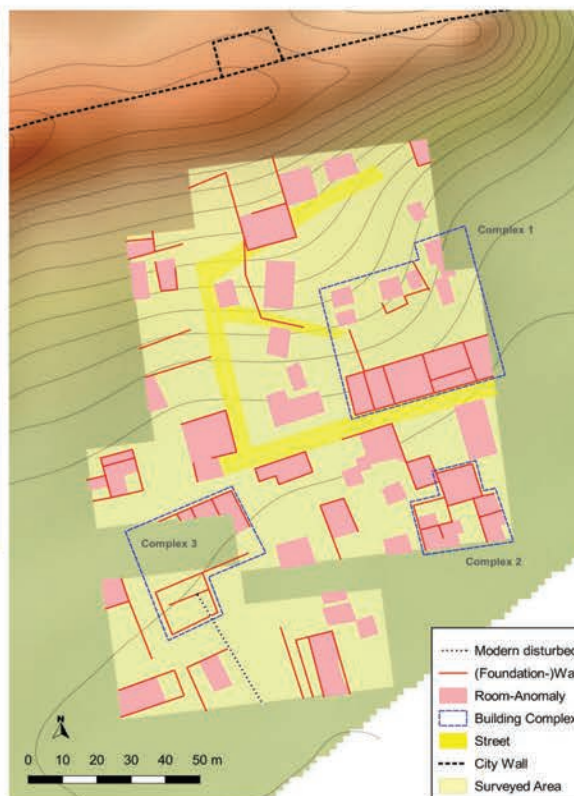 Complex 1
Complex 3
Complex 2
N
0 10 20 30 40 50 m
Modern disturbed
(Foundation-)Wa
Room-Anomaly
Building Complex
Street
City Wall
Surveyed Area